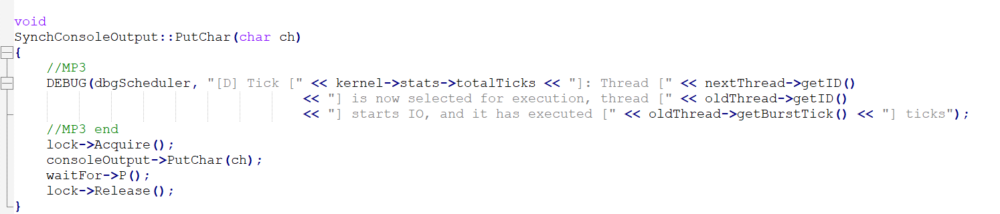 void
SynchConsoleOutput::PutChar(char ch)
{
    //MP3
    DEBUG(dbgScheduler, "[D] Tick [" << kernel->stats->totalTicks << "]: Thread [" << nextThread->getID()
                                    << "] is now selected for execution, thread [" << oldThread->getID()
                                    << "] starts IO, and it has executed [" << oldThread->getBurstTick() << "] ticks");
    //MP3 end
    lock->Acquire();
    consoleOutput->PutChar(ch);
    waitFor->P();
    lock->Release();
}